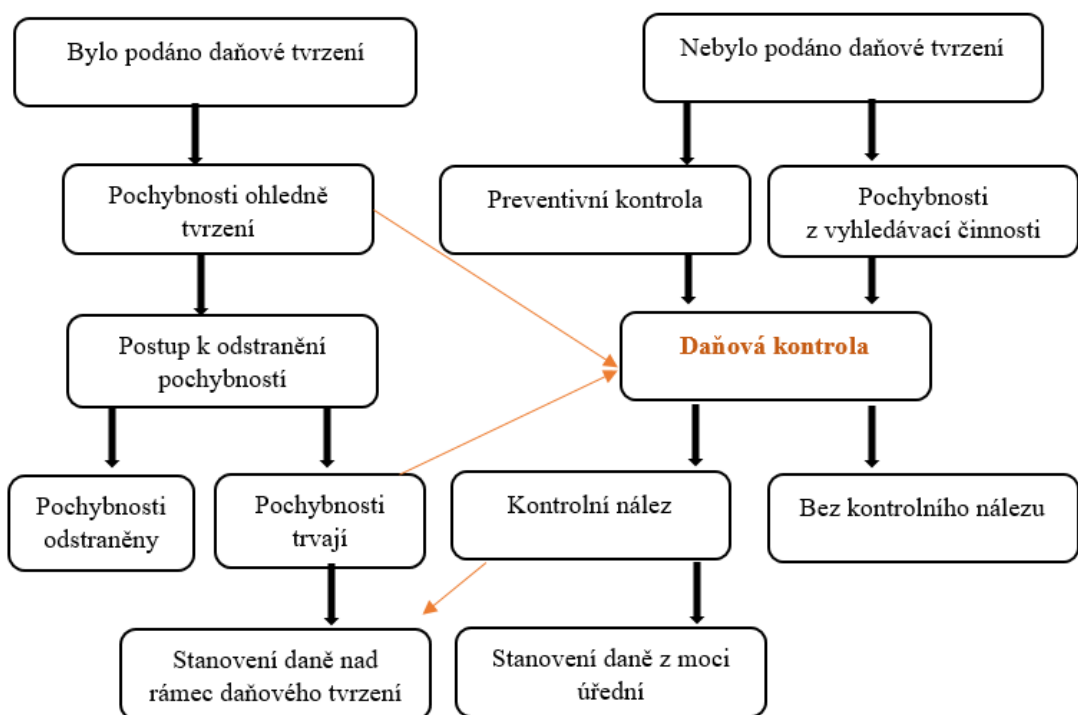 Bylo podáno daňové tvrzení
Nebylo podáno daňové tvrzení
Pochybnosti ohledně
tvrzení
Preventivní kontrola
Pochybnosti
z vyhledávací činnosti
Postup k odstranění
pochybností
Daňová kontrola
Pochybnosti
odstraněny
Pochybnosti
trvají
Kontrolní nález
Bez kontrolního nálezu
Stanovení daně nad
rámec daňového tvrzení
Stanovení daně z moci
úřední